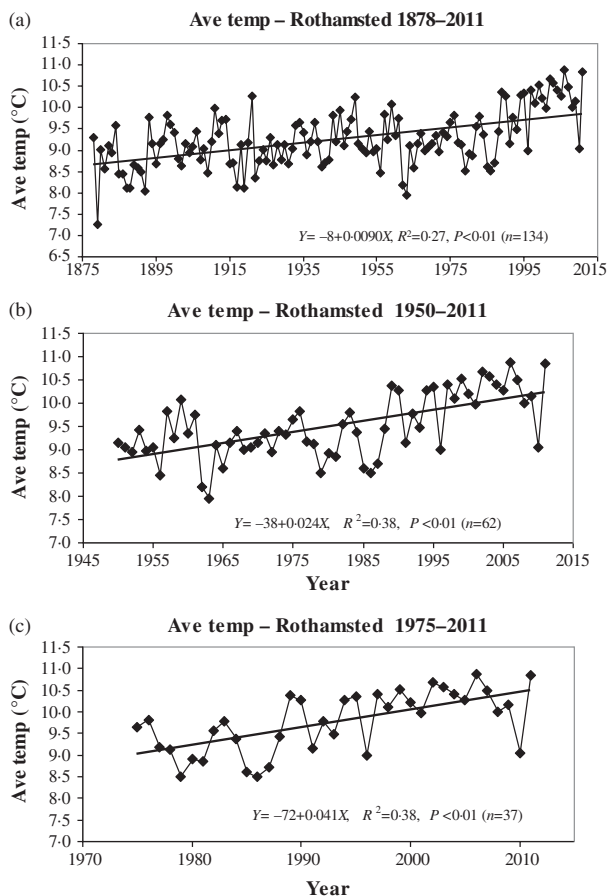 (a) Ave temp – Rothamsted 1878–2011
Ave temp (°C)
11·5
11·0
10·5
10·0
9·5
9·0
8·5
8·0
7·5
7·0
6·5
Y= −8+0·0090X, R²=0·27, P<0·01 (n=134)
1878 1895 1915 1935 1955 1975 1995 2015
(b) Ave temp – Rothamsted 1950–2011
Ave temp (°C)
11·5
11·0
10·5
10·0
9·5
9·0
8·5
8·0
7·5
7·0
Y= −38+0·024X, R²=0·38, P <0·01 (n=62)
1945 1955 1965 1975 1985 1995 2005 2015
Year
(c) Ave temp – Rothamsted 1975–2011
Ave temp (°C)
11·5
11·0
10·5
10·0
9·5
9·0
8·5
8·0
7·5
7·0
Y= −72+0·041X, R²=0·38, P <0·01 (n=37)
1970 1980 1990 2000 2010
Year